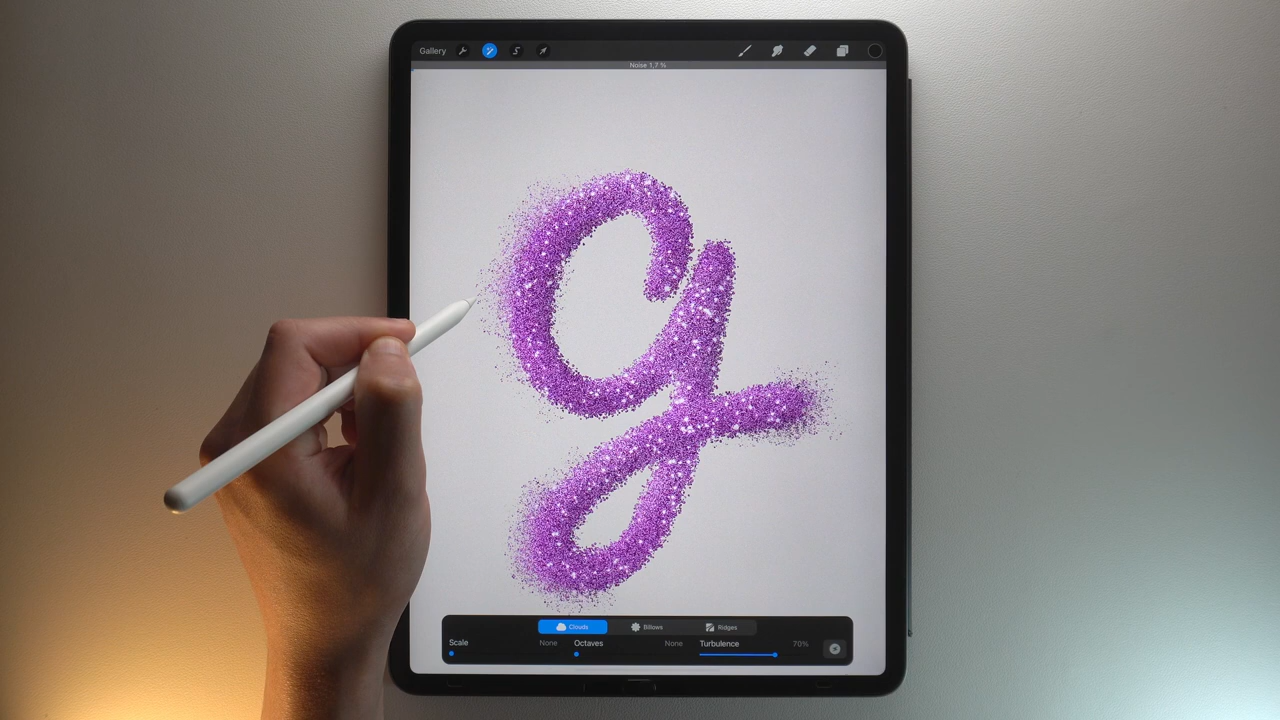 Gallery
Noise 1,7 %
g
Clouds Billows Ridges
Scale None Octaves None Turbulence 70%